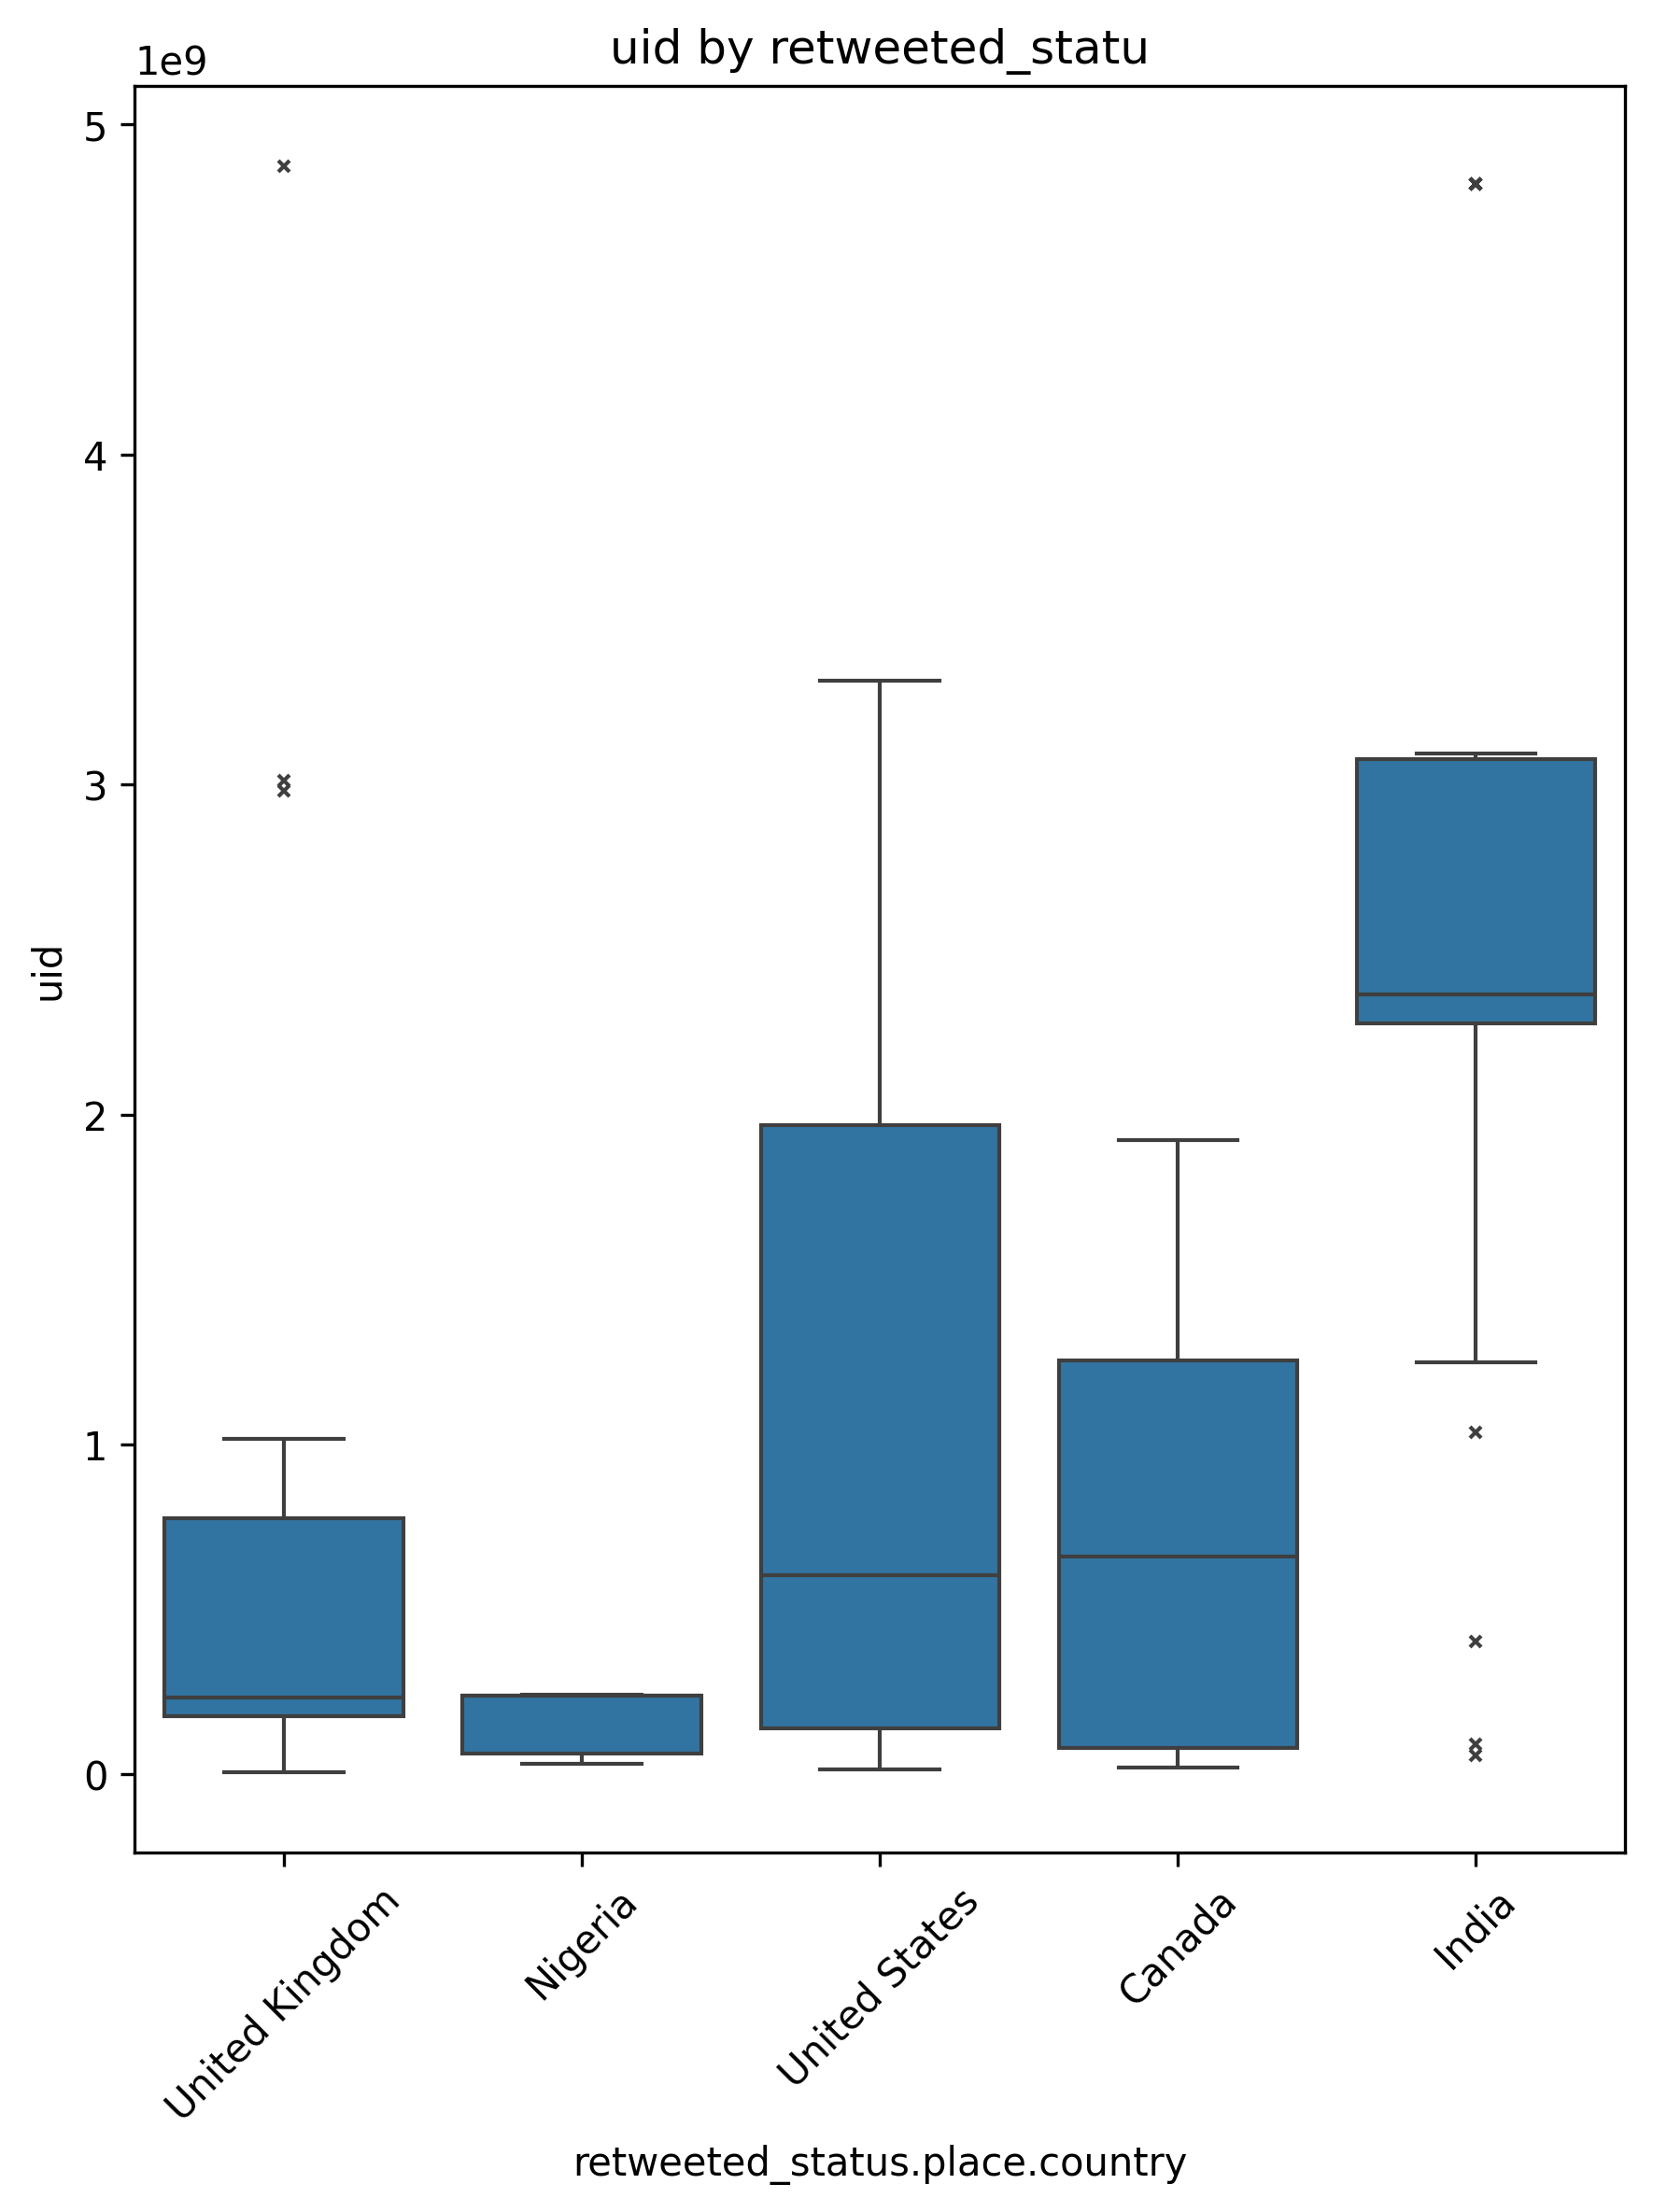 uid by retweeted_statu
1e9
5
4
3
2
1
0
uid
United Kingdom
Nigeria
United States
Canada
India
retweeted_status.place.country